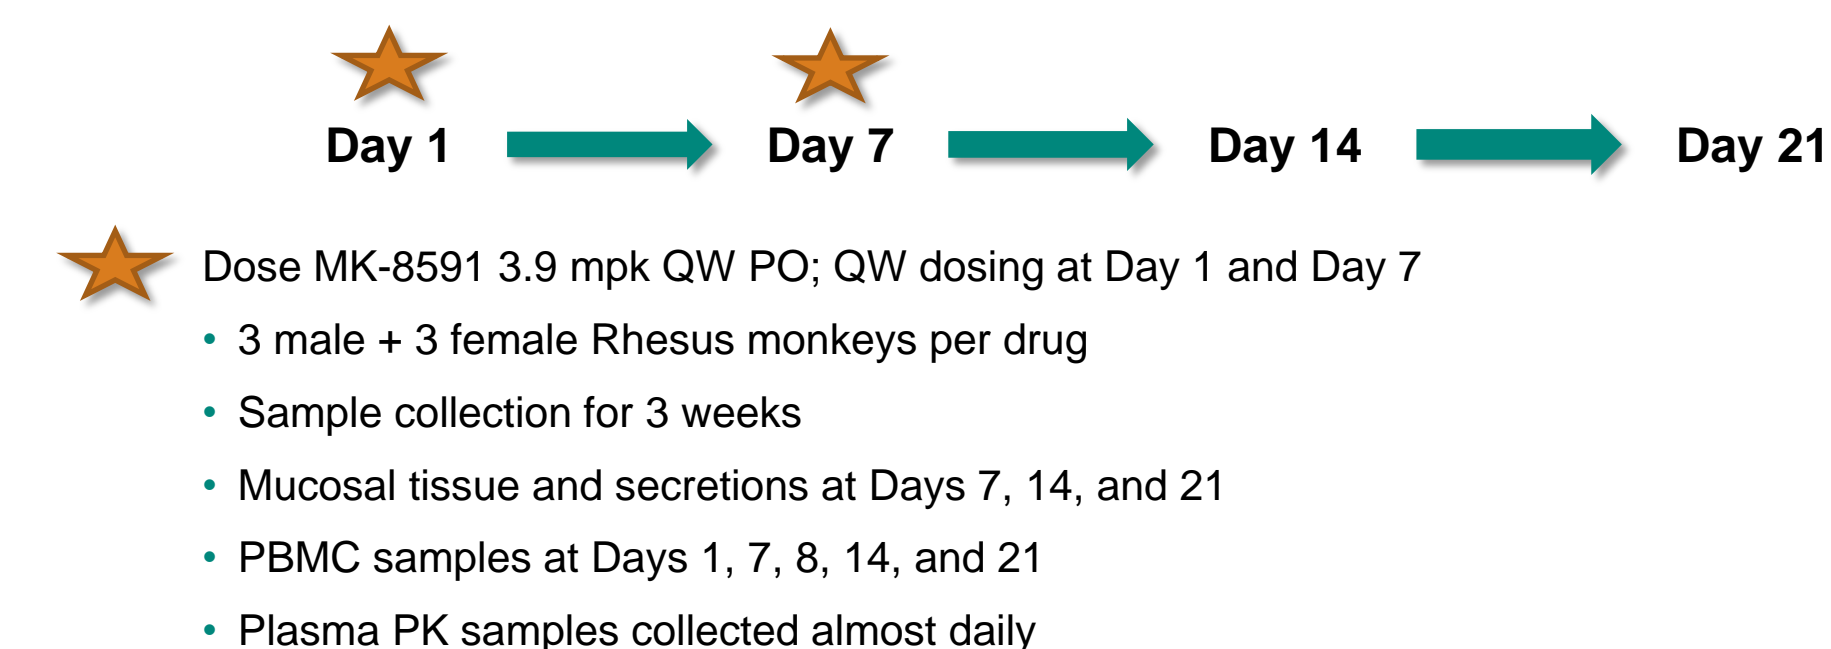 Day 1 Day 7 Day 14 Day 21
Dose MK-8591 3.9 mpk QW PO; QW dosing at Day 1 and Day 7
• 3 male + 3 female Rhesus monkeys per drug
• Sample collection for 3 weeks
• Mucosal tissue and secretions at Days 7, 14, and 21
• PBMC samples at Days 1, 7, 8, 14, and 21
• Plasma PK samples collected almost daily